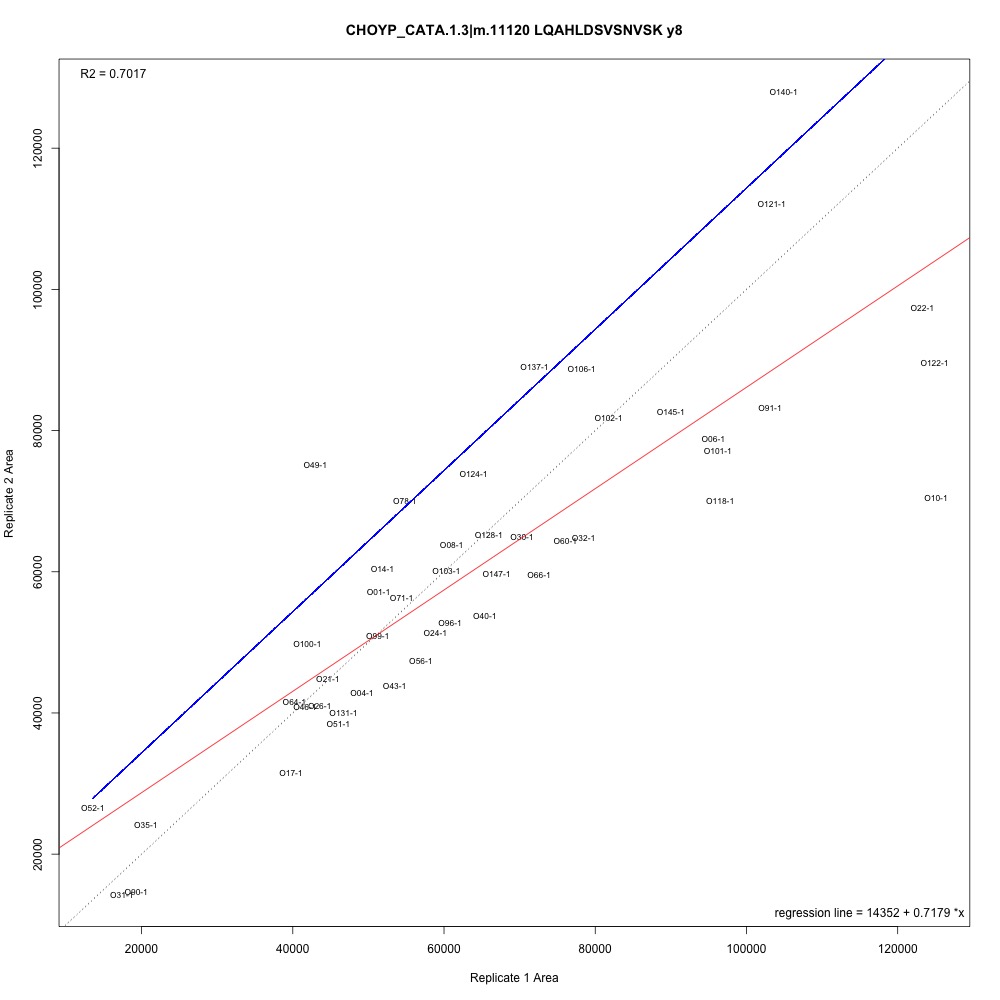 CHOYP_CATA.1.3|m.11120 LQAHLDSVSNVSK y8
R2 = 0.7017
O140-1
O121-1
O22-1
O122-1
O137-1
O106-1
O91-1
O145-1
O102-1
O06-1
O101-1
O49-1
O124-1
O78-1
O118-1
O10-1
O128-1
O30-1
O60-1
O32-1
O08-1
O14-1
O103-1
O147-1
O66-1
O01-1
O71-1
O40-1
O96-1
O24-1
O99-1
O100-1
O56-1
O21-1
O43-1
O04-1
O64-1
O26-1
O131-1
O51-1
O17-1
O52-1
O35-1
O31-1
O90-1
regression line = 14352 + 0.7179 *x
20000
40000
60000
80000
100000
120000
Replicate 2 Area
20000 40000 60000 80000 100000 120000
Replicate 1 Area